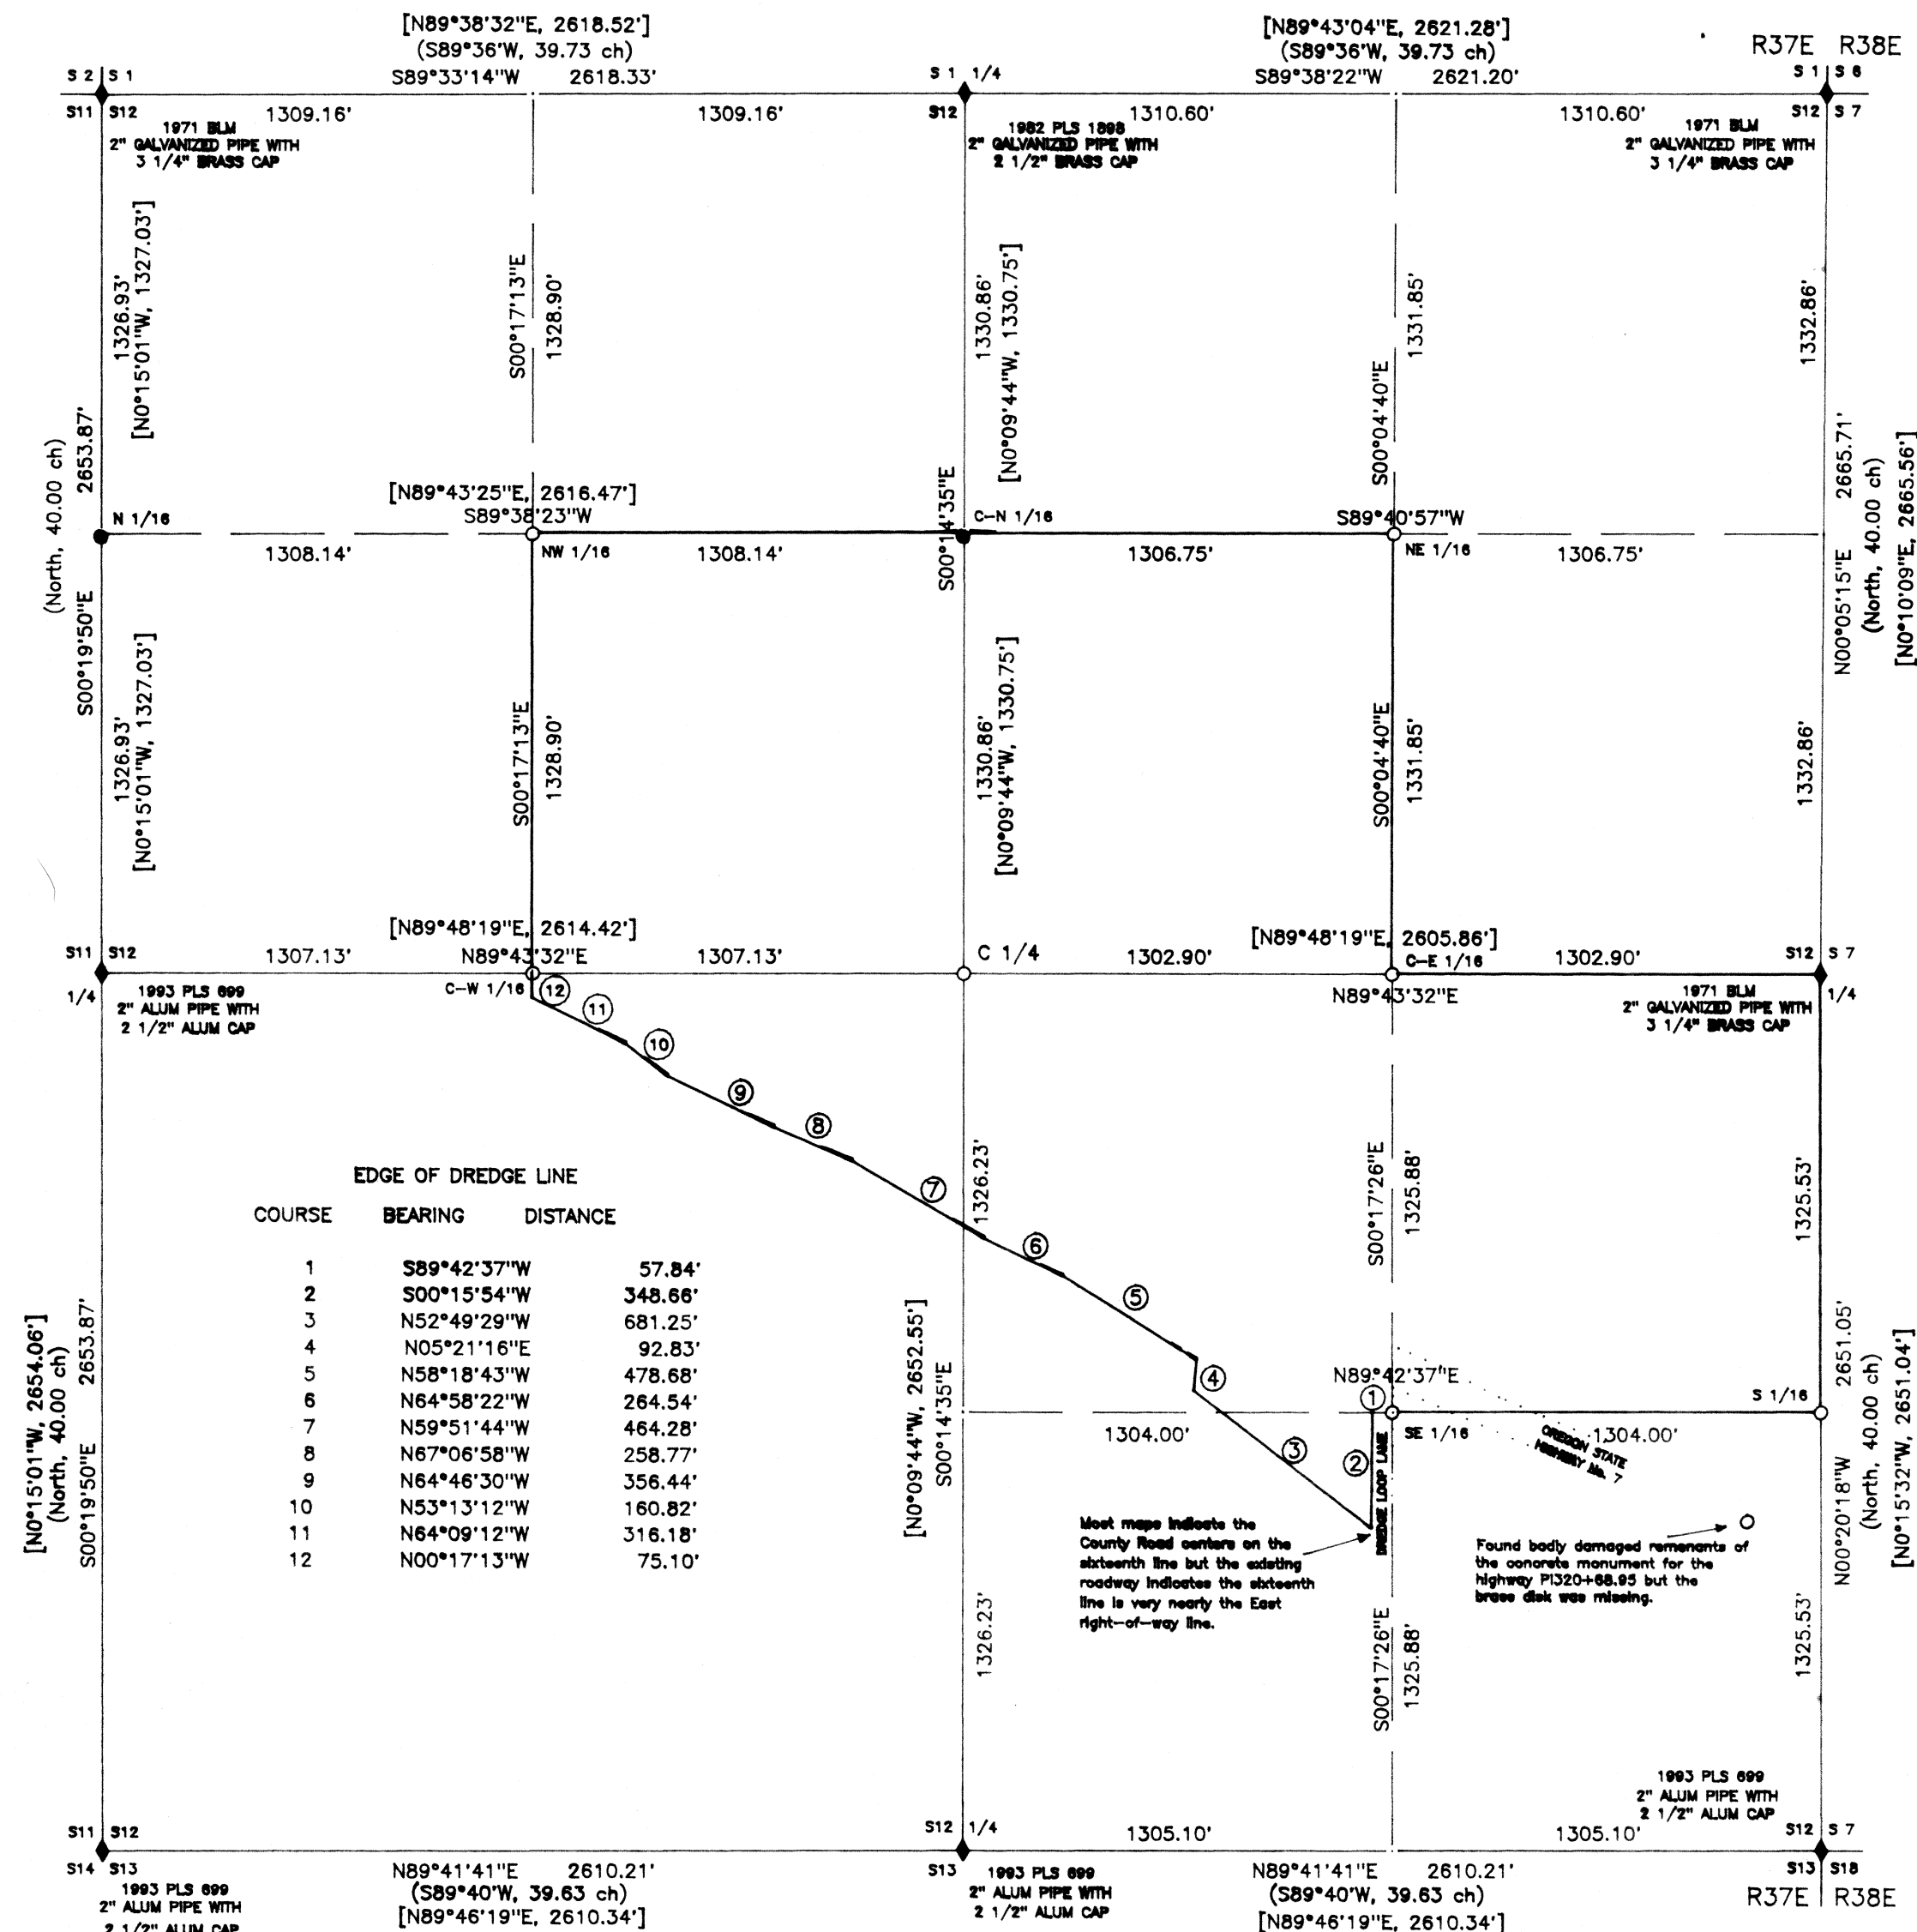 [N89°38'32"E, 2618.52']
(S89°36'W, 39.73 ch)
S89°33'14"W 2618.33'
[N89°43'04"E, 2621.28']
(S89°36'W, 39.73 ch)
S89°38'22"W 2621.20'
R37E R38E
S 2 S 1
S 1 1/4
S 1 S 6
S11 S12
1309.16'
1309.16'
S12
1310.60'
1310.60'
S12 S 7
1971 BLM
2" GALVANIZED PIPE WITH
3 1/4" BRASS CAP
1982 PLS 1898
2" GALVANIZED PIPE WITH
2 1/2" BRASS CAP
1971 BLM
2" GALVANIZED PIPE WITH
3 1/4" BRASS CAP
1326.93'
[N0°15'01"W, 1327.03']
S00°17'13"E
1328.90'
1330.86'
[N0°09'44"W, 1330.75']
S00°04'40"E
1331.85'
1332.86'
(North, 40.00 ch)
S00°19'50"E 2653.87'
N00°05'15"E 2665.71'
(North, 40.00 ch)
[N0°10'09"E, 2665.56']
N 1/16
[N89°43'25"E, 2616.47']
S89°38'23"W
1308.14'
NW 1/16
1308.14'
S00°14'35"E
C-N 1/16
1306.75'
S89°40'57"W
NE 1/16
1306.75'
1326.93'
[N0°15'01"W, 1327.03']
S00°17'13"E
1328.90'
1330.86'
[N0°09'44"W, 1330.75']
S00°04'40"E
1331.85'
1332.86'
[N89°48'19"E, 2614.42']
S11 S12
1307.13'
N89°43'32"E
1307.13'
C 1/4
1302.90'
[N89°48'19"E, 2605.86']
C-E 1/16
1302.90'
S12 S 7
1/4
C-W 1/16
N89°43'32"E
1/4
1993 PLS 699
2" ALUM PIPE WITH
2 1/2" ALUM CAP
1971 BLM
2" GALVANIZED PIPE WITH
3 1/4" BRASS CAP
12
11
10
9
8
7
6
5
4
3
2
1
EDGE OF DREDGE LINE
COURSE BEARING DISTANCE
1 S89°42'37"W 57.84'
2 S00°15'54"W 348.66'
3 N52°49'29"W 681.25'
4 N05°21'16"E 92.83'
5 N58°18'43"W 478.68'
6 N64°58'22"W 264.54'
7 N59°51'44"W 464.28'
8 N67°06'58"W 258.77'
9 N64°46'30"W 356.44'
10 N53°13'12"W 160.82'
11 N64°09'12"W 316.18'
12 N00°17'13"W 75.10'
1326.23'
S00°17'26"E
1325.88'
1325.53'
[N0°15'01"W, 2654.06']
(North, 40.00 ch)
S00°19'50"E 2653.87'
[N0°09'44"W, 2652.55']
S00°14'35"E
N89°42'37"E
1304.00'
SE 1/16
1304.00'
S 1/16
OREGON STATE
HIGHWAY No. 7
DREDGE LOOP LANE
N00°20'18"W 2651.05'
(North, 40.00 ch)
[N0°15'32"W, 2651.04']
Most maps indicate the
County Road centers on the
sixteenth line but the existing
roadway indicates the sixteenth
line is very nearly the East
right-of-way line.
Found badly damaged remenants of
the concrete monument for the
highway PI320+68.95 but the
brass disk was missing.
1326.23'
S00°17'26"E
1325.88'
1325.53'
1993 PLS 699
2" ALUM PIPE WITH
2 1/2" ALUM CAP
S11 S12
S12 1/4
1305.10'
1305.10'
S12 S 7
S14 S13
N89°41'41"E 2610.21'
(S89°40'W, 39.63 ch)
[N89°46'19"E, 2610.34']
S13
N89°41'41"E 2610.21'
(S89°40'W, 39.63 ch)
[N89°46'19"E, 2610.34']
S13 S18
R37E R38E
1993 PLS 699
2" ALUM PIPE WITH
2 1/2" ALUM CAP
1993 PLS 699
2" ALUM PIPE WITH
2 1/2" ALUM CAP